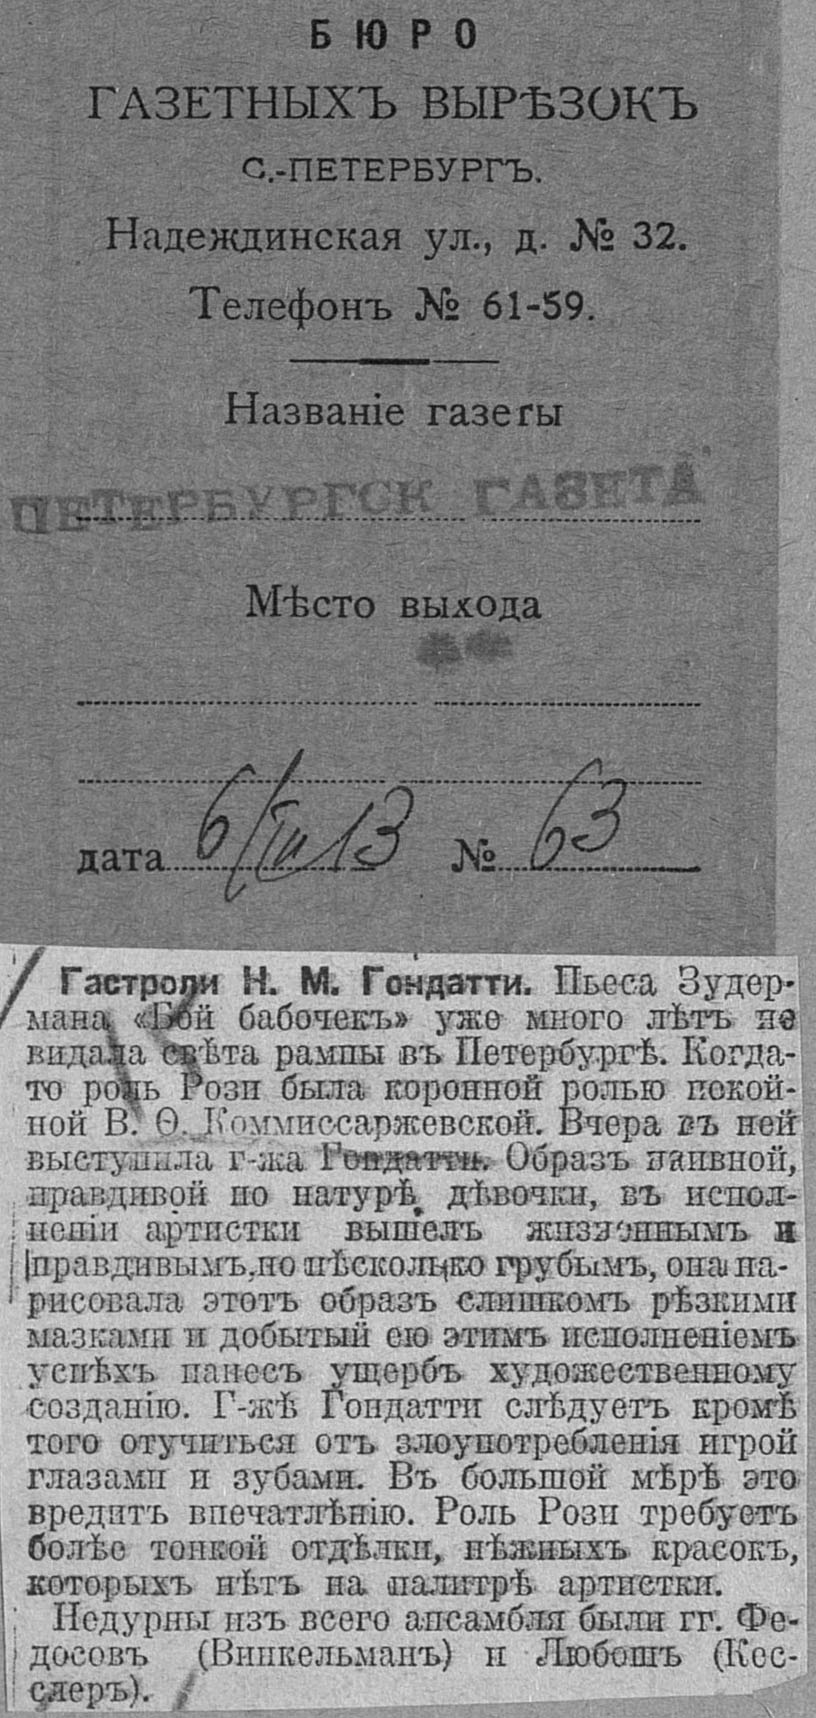 БЮРО
ГАЗЕТНЫХЪ ВЫРѢЗОКЪ
С.-ПЕТЕРБУРГЪ.
Надеждинская ул., д. № 32.
Телефонъ № 61-59.
Названіе газеты
ПЕТЕРБУРГСК ГАЗЕТА
Мѣсто выхода
дата 6/III 13 № 63
Гастроли Н. М. Гондатти. Пьеса Зудер-
мана «Бой бабочекъ» уже много лѣтъ не
видала свѣта рампы въ Петербургѣ. Когда-
то роль Рози была коронной ролью покой-
ной В. Ѳ. Коммиссаржевской. Вчера въ ней
выступила г-жа Гондатти. Образъ наивной,
правдивой по натурѣ, дѣвочки, въ испол-
неніи артистки вышелъ жизненнымъ и
правдивымъ, но нѣсколько грубымъ, она на-
рисовала этотъ образъ слишкомъ рѣзкими
мазками и добытый ею этимъ исполненіемъ
успѣхъ нанесъ ущербъ художественному
созданію. Г-жѣ Гондатти слѣдуетъ кромѣ
того отучиться отъ злоупотребленія игрой
глазами и зубами. Въ большой мѣрѣ это
вредитъ впечатлѣнію. Роль Рози требуетъ
болѣе тонкой отдѣлки, нѣжныхъ красокъ,
которыхъ нѣтъ на палитрѣ артистки.
Недурны изъ всего ансамбля были гг. Фе-
досовъ (Винкельманъ) и Любошъ (Кес-
слеръ).